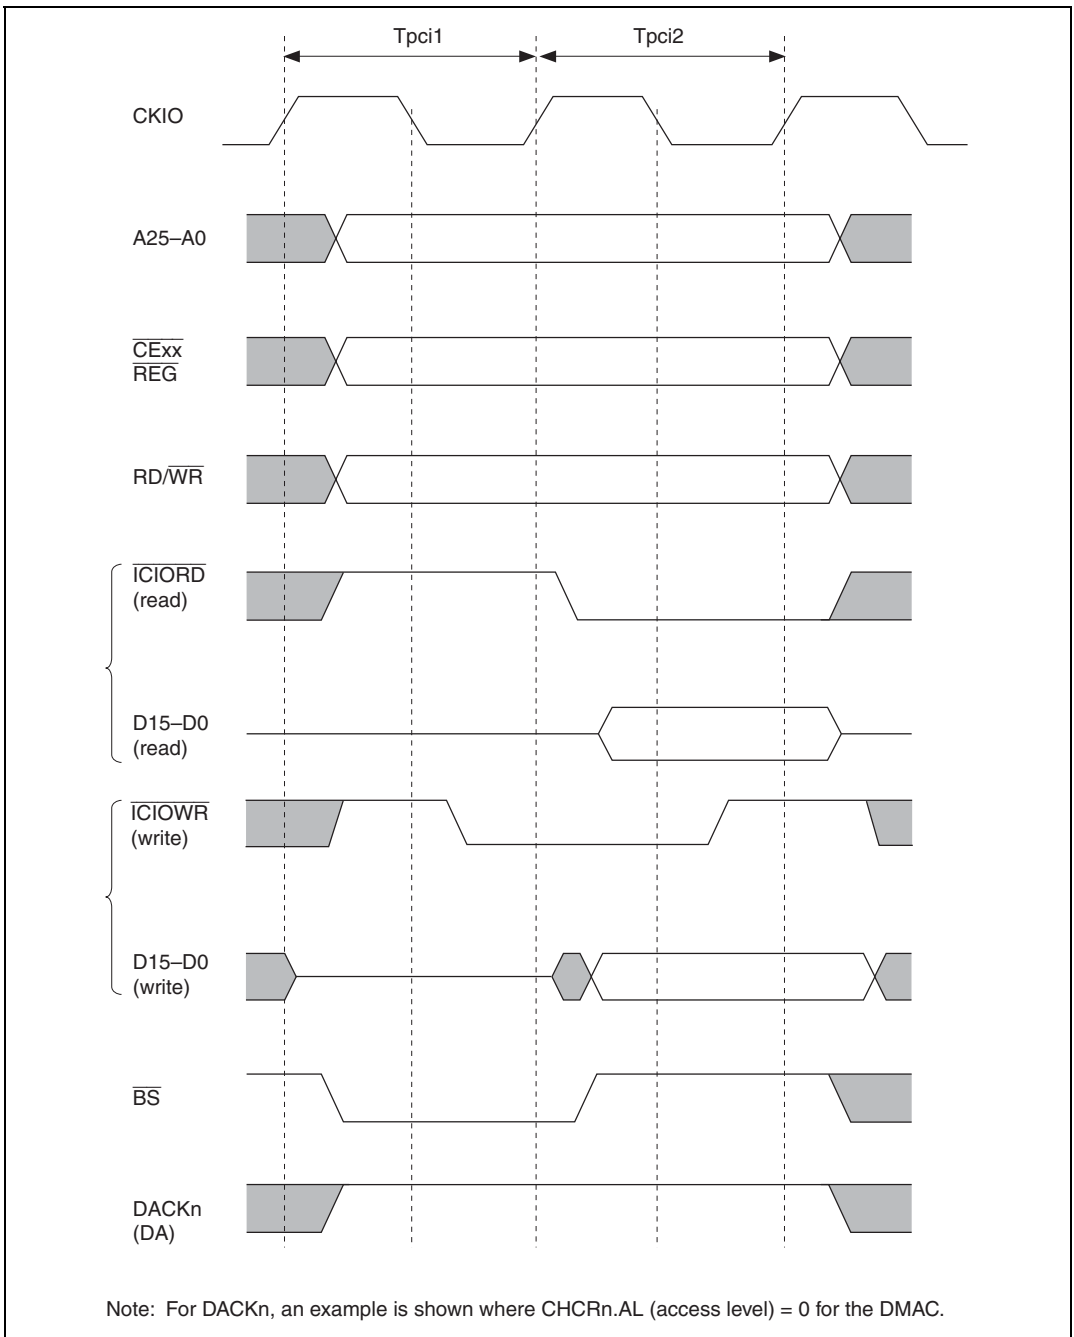 Tpci1 Tpci2
CKIO
A25–A0
CExx
REG
RD/WR
ICIORD
(read)
D15–D0
(read)
ICIOWR
(write)
D15–D0
(write)
BS
DACKn
(DA)
Note: For DACKn, an example is shown where CHCRn.AL (access level) = 0 for the DMAC.